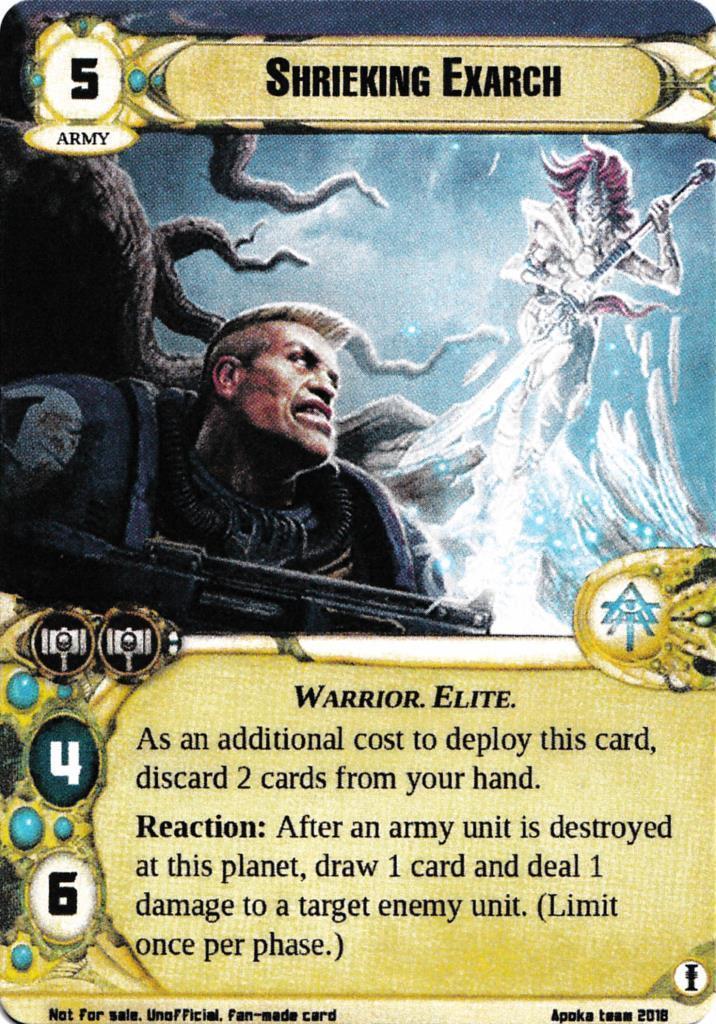 5
SHRIEKING EXARCH
ARMY
WARRIOR. ELITE.
As an additional cost to deploy this card,
discard 2 cards from your hand.
4
Reaction: After an army unit is destroyed
at this planet, draw 1 card and deal 1
damage to a target enemy unit. (Limit
once per phase.)
6
Not for sale. Unofficial, fan-made card
Apoka team 2018